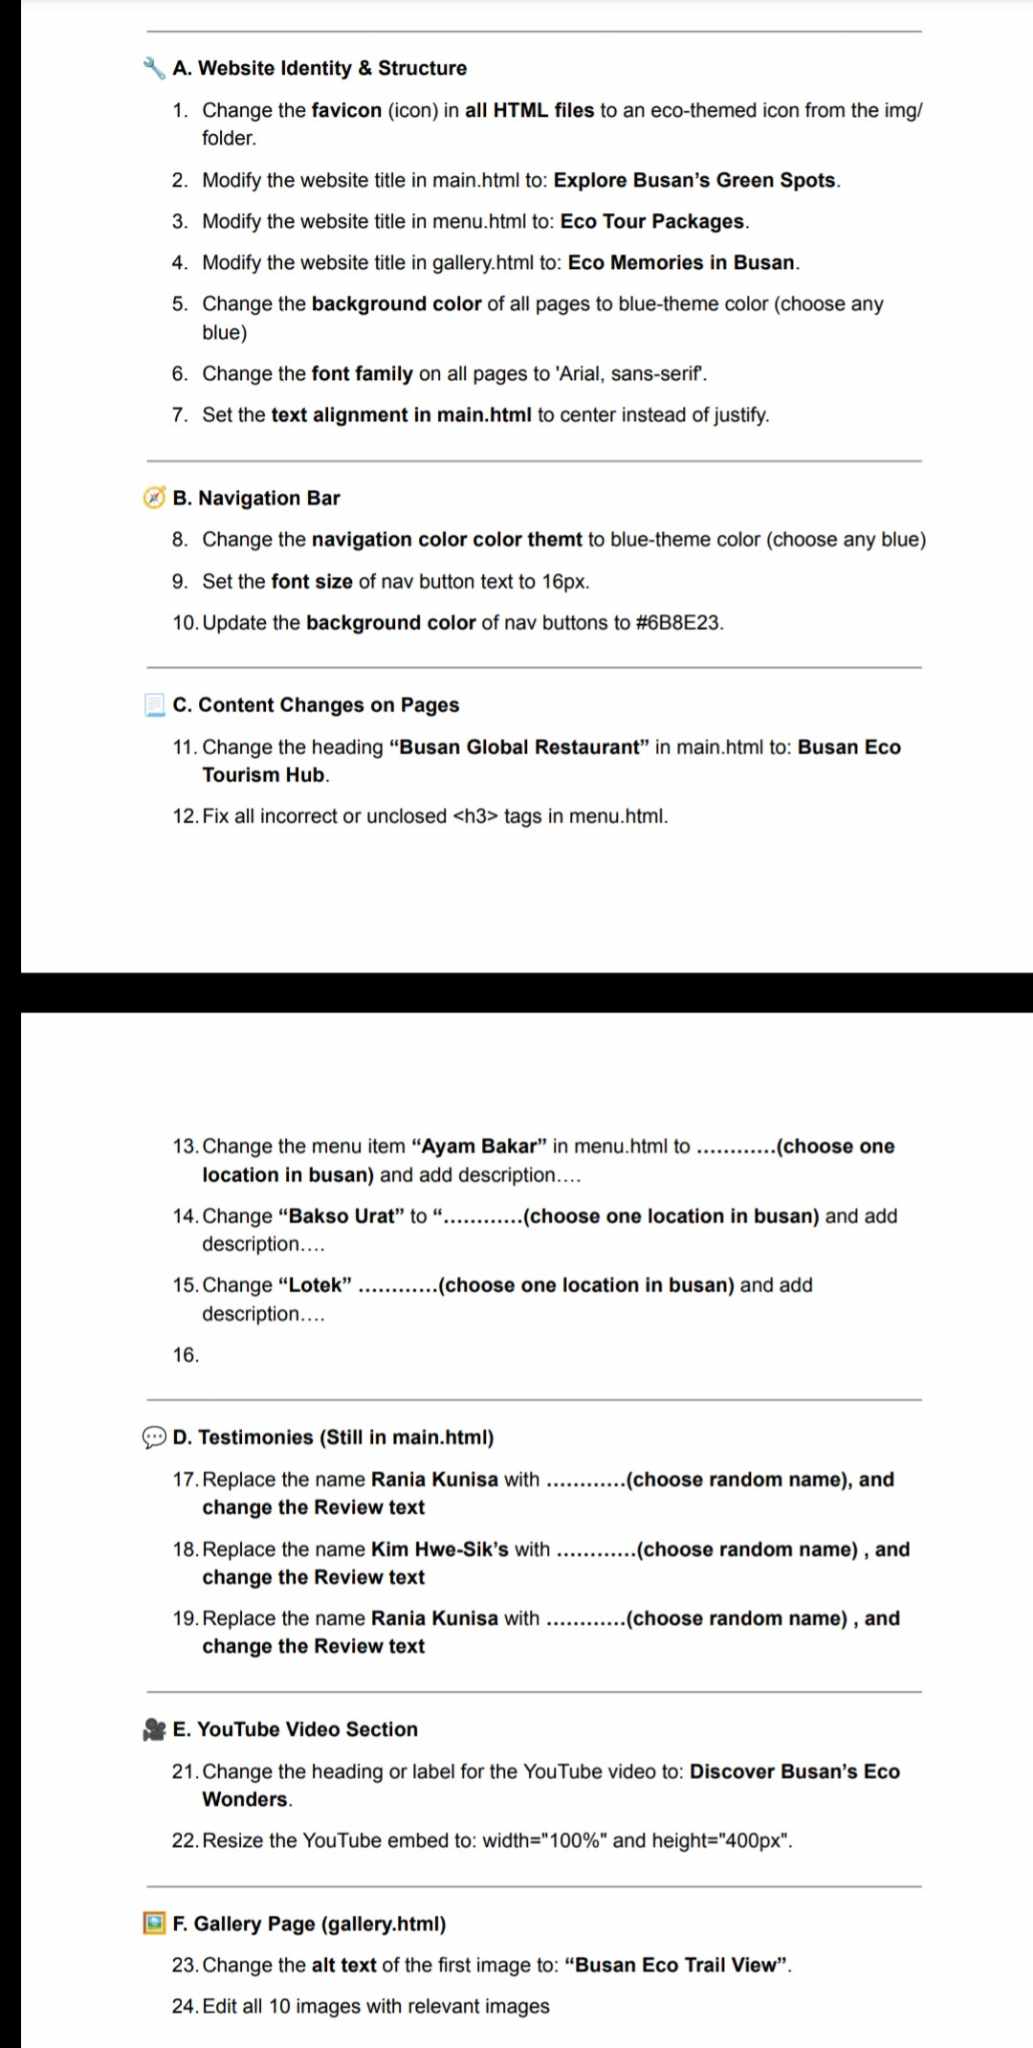 A. Website Identity & Structure
1. Change the favicon (icon) in all HTML files to an eco-themed icon from the img/
folder.
2. Modify the website title in main.html to: Explore Busan’s Green Spots.
3. Modify the website title in menu.html to: Eco Tour Packages.
4. Modify the website title in gallery.html to: Eco Memories in Busan.
5. Change the background color of all pages to blue-theme color (choose any
blue)
6. Change the font family on all pages to 'Arial, sans-serif'.
7. Set the text alignment in main.html to center instead of justify.
B. Navigation Bar
8. Change the navigation color color themt to blue-theme color (choose any blue)
9. Set the font size of nav button text to 16px.
10. Update the background color of nav buttons to #6B8E23.
C. Content Changes on Pages
11. Change the heading “Busan Global Restaurant” in main.html to: Busan Eco
Tourism Hub.
12. Fix all incorrect or unclosed <h3> tags in menu.html.
13. Change the menu item “Ayam Bakar” in menu.html to …………(choose one
location in busan) and add description….
14. Change “Bakso Urat” to “…………(choose one location in busan) and add
description….
15. Change “Lotek” …………(choose one location in busan) and add
description….
16.
D. Testimonies (Still in main.html)
17. Replace the name Rania Kunisa with …………(choose random name), and
change the Review text
18. Replace the name Kim Hwe-Sik’s with …………(choose random name) , and
change the Review text
19. Replace the name Rania Kunisa with …………(choose random name) , and
change the Review text
E. YouTube Video Section
21. Change the heading or label for the YouTube video to: Discover Busan’s Eco
Wonders.
22. Resize the YouTube embed to: width="100%" and height="400px".
F. Gallery Page (gallery.html)
23. Change the alt text of the first image to: “Busan Eco Trail View”.
24. Edit all 10 images with relevant images